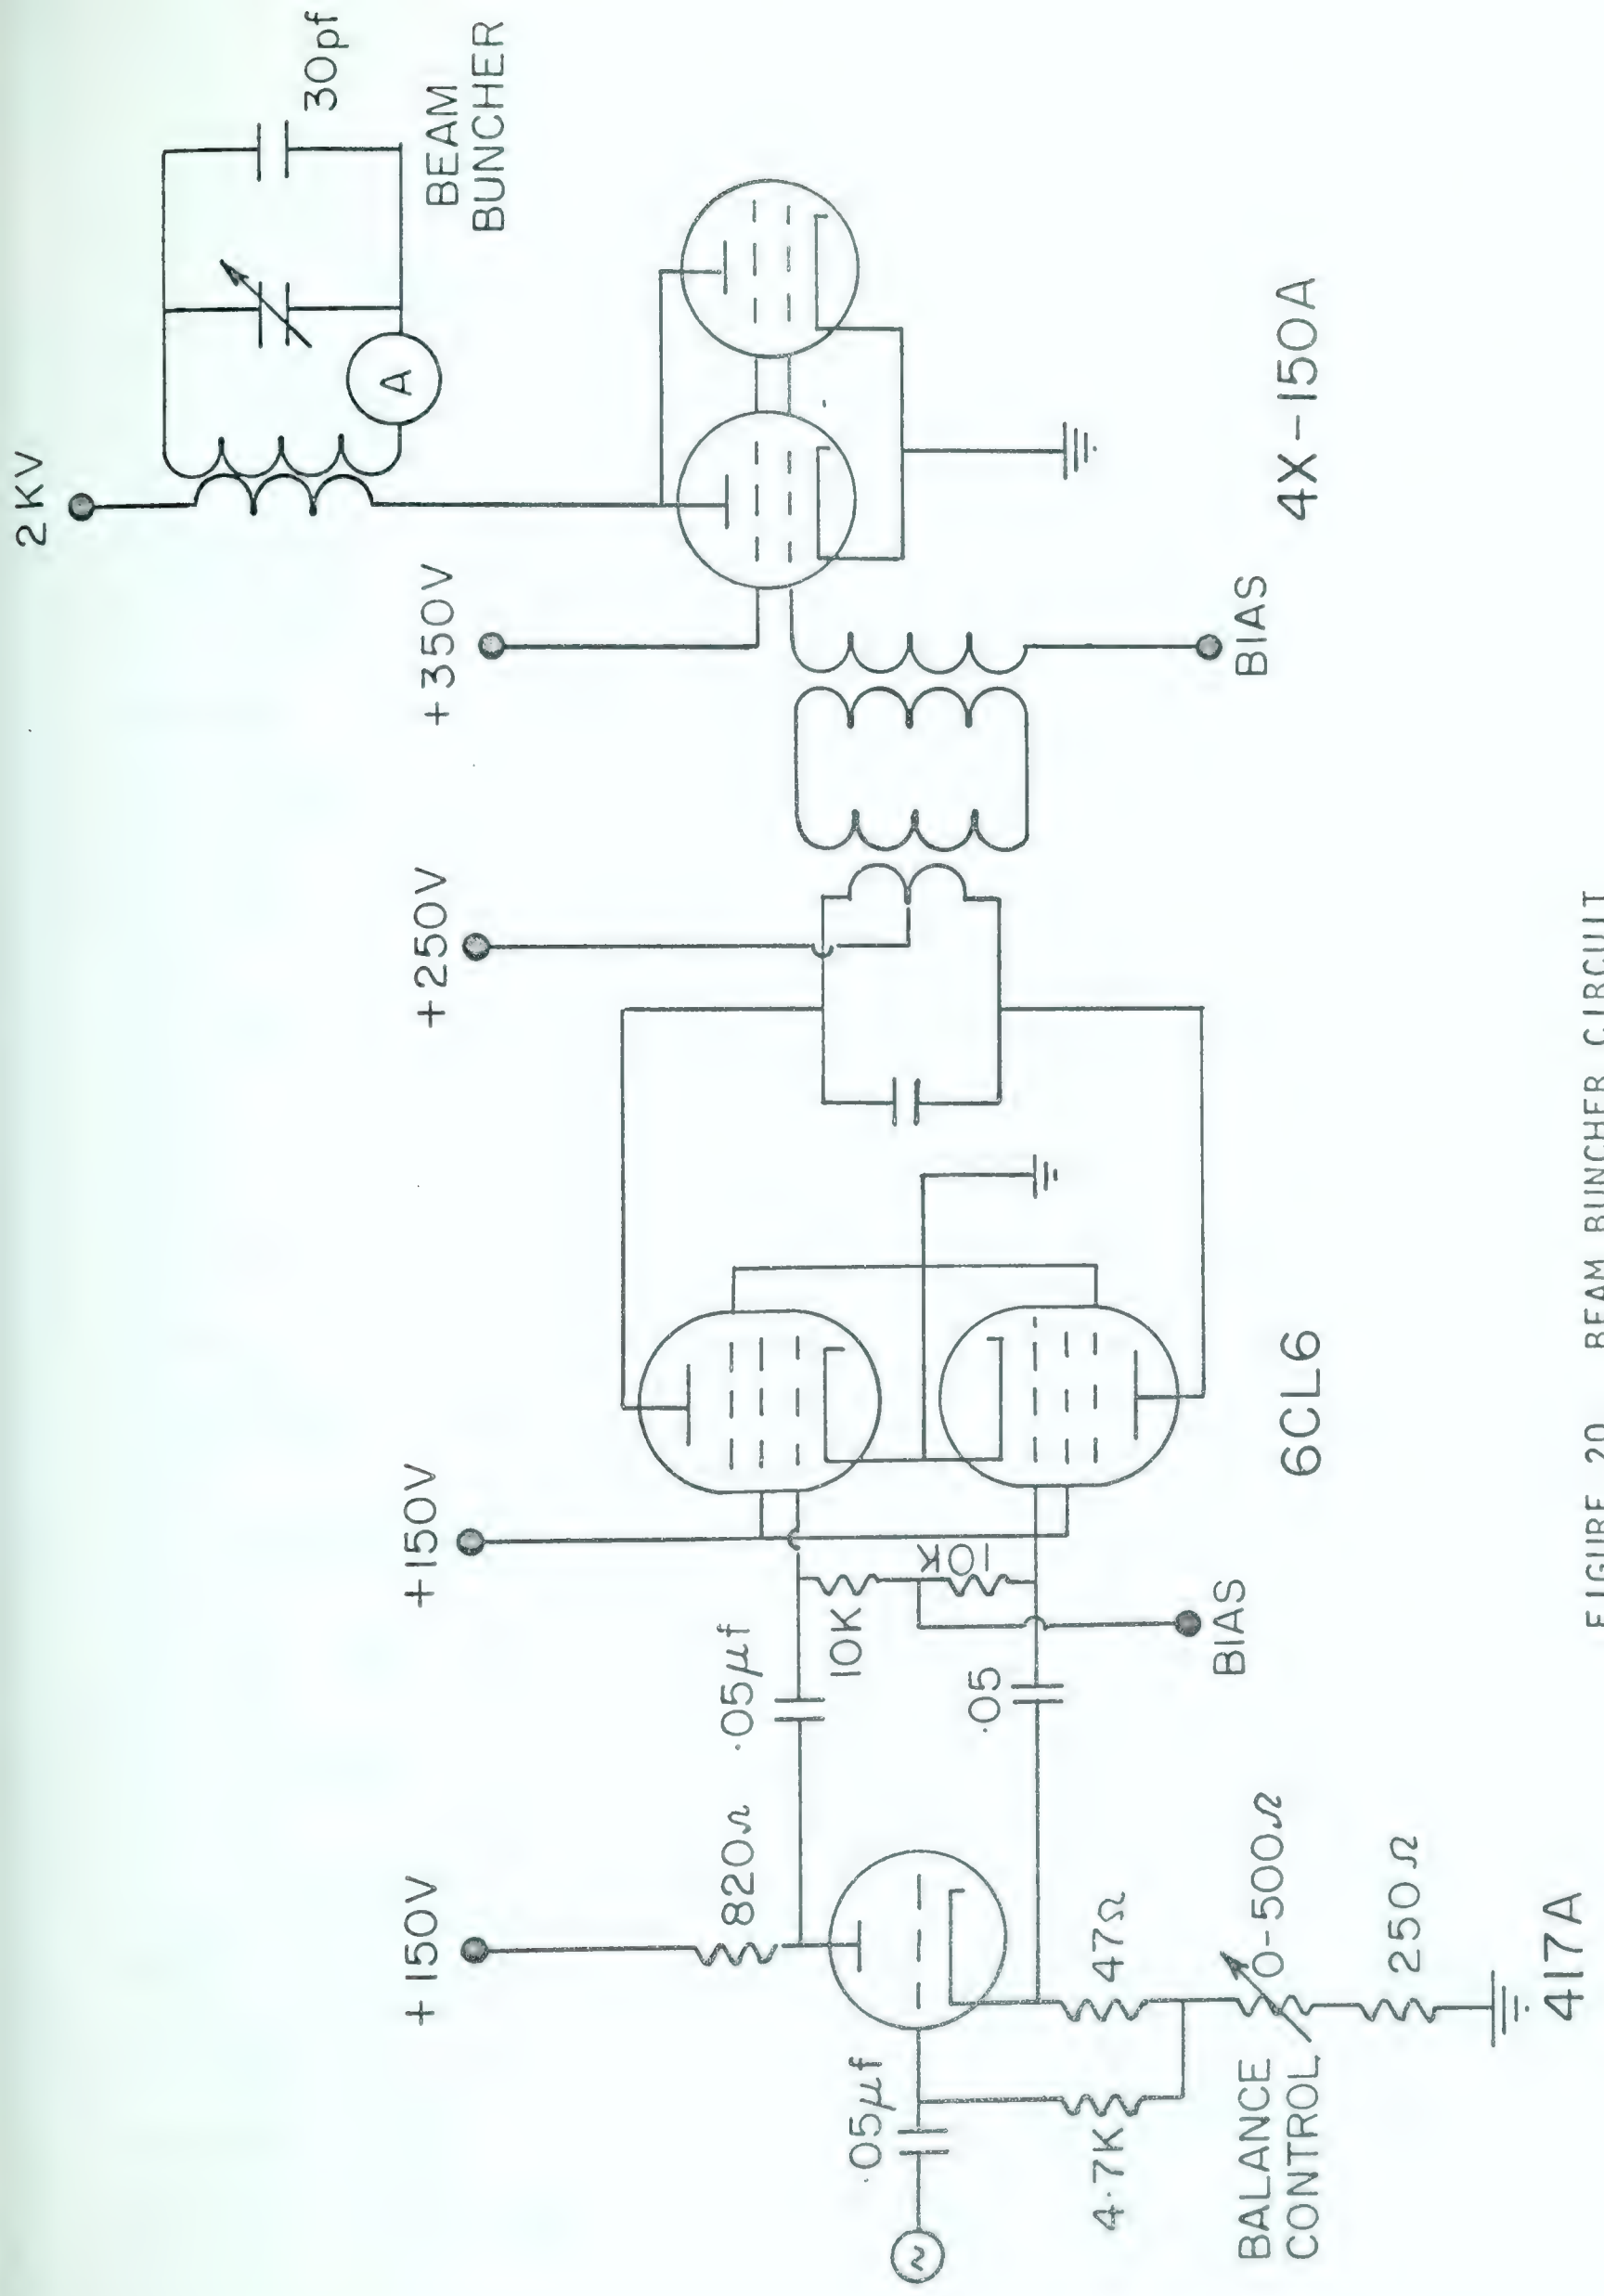 2KV
30pf
A
BEAM
BUNCHER
+350V
+250V
+150V
+150V
820Ω
.05μf
10K
10K
.05
.05μf
4.7K
47Ω
BALANCE
CONTROL
0-500Ω
250Ω
BIAS
BIAS
417A
6CL6
4X-150A
FIGURE 20 BEAM BUNCHER CIRCUIT